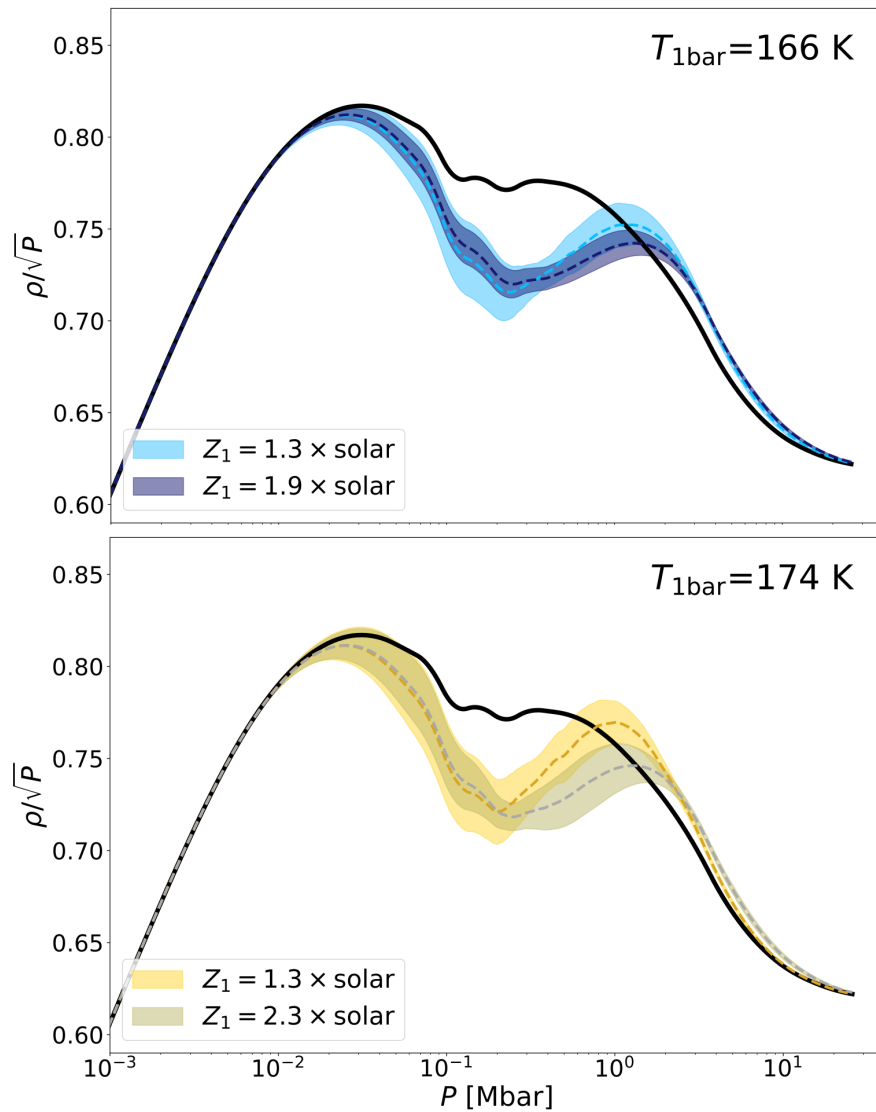 T1bar=166 K
0.85
0.80
0.75
0.70
0.65
0.60
ρ/√P
Z1 = 1.3 × solar
Z1 = 1.9 × solar
T1bar=174 K
0.85
0.80
0.75
0.70
0.65
0.60
ρ/√P
Z1 = 1.3 × solar
Z1 = 2.3 × solar
10⁻³ 10⁻² 10⁻¹ 10⁰ 10¹
P [Mbar]